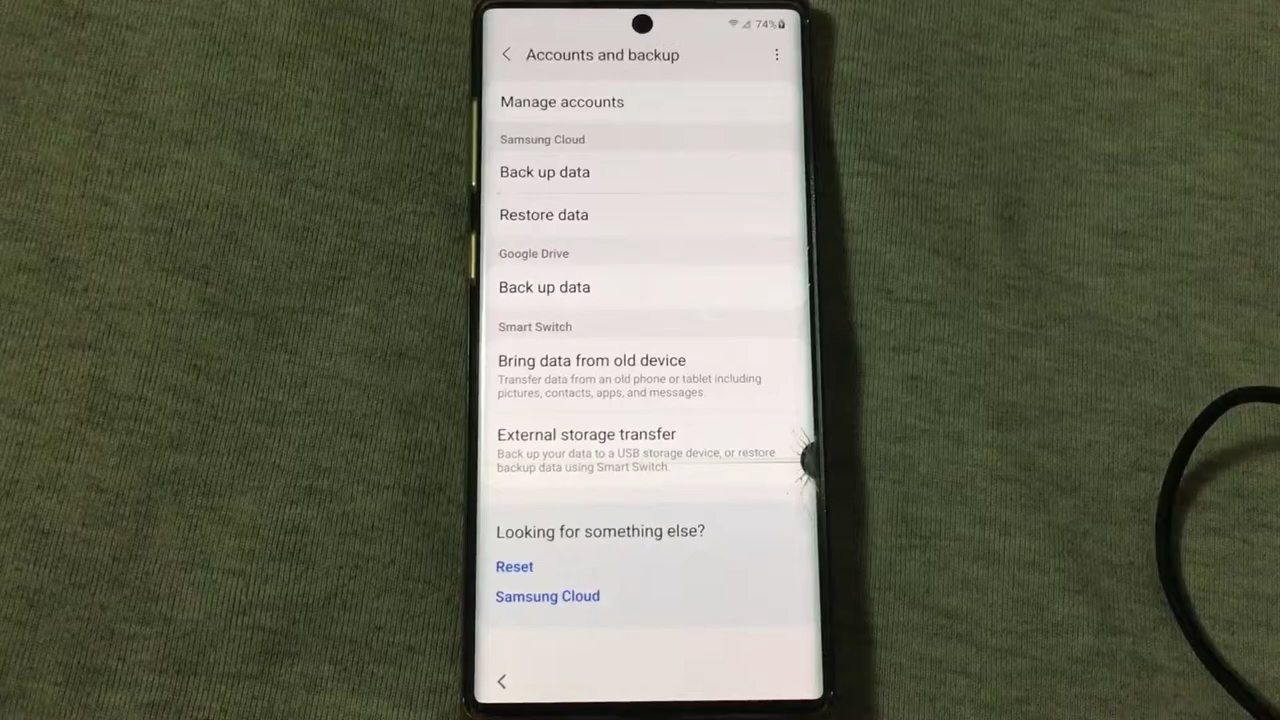 74%
Accounts and backup
Manage accounts
Samsung Cloud
Back up data
Restore data
Google Drive
Back up data
Smart Switch
Bring data from old device
Transfer data from an old phone or tablet including
pictures, contacts, apps, and messages.
External storage transfer
Back up your data to a USB storage device, or restore
backup data using Smart Switch.
Looking for something else?
Reset
Samsung Cloud